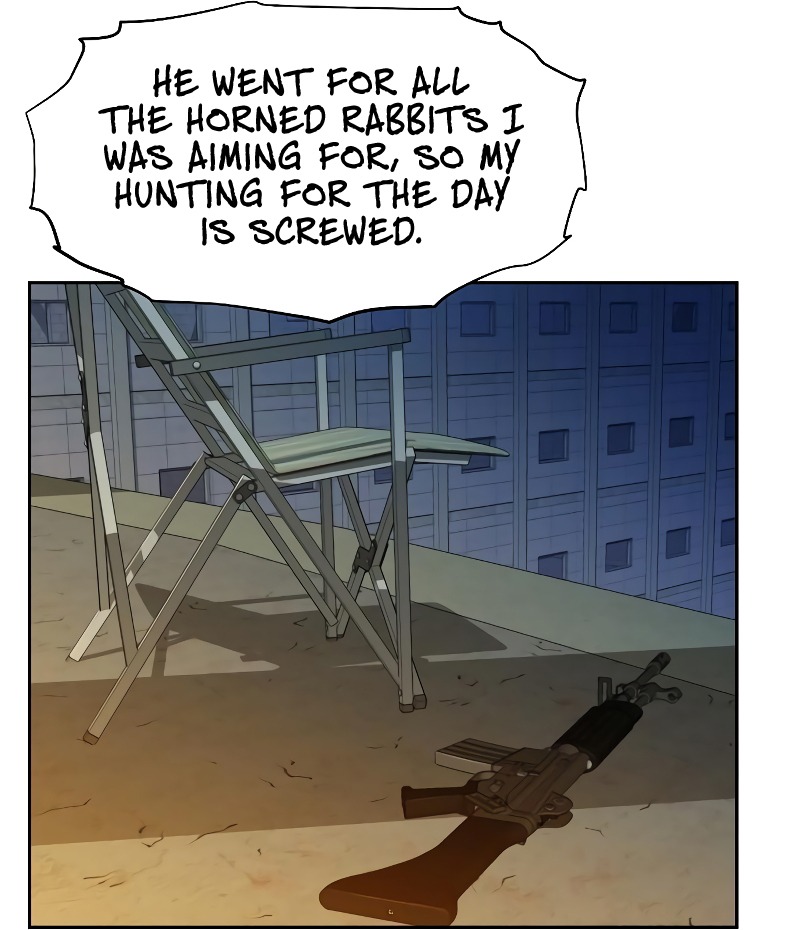 HE WENT FOR ALL
THE HORNED RABBITS I
WAS AIMING FOR, SO MY
HUNTING FOR THE DAY
IS SCREWED.